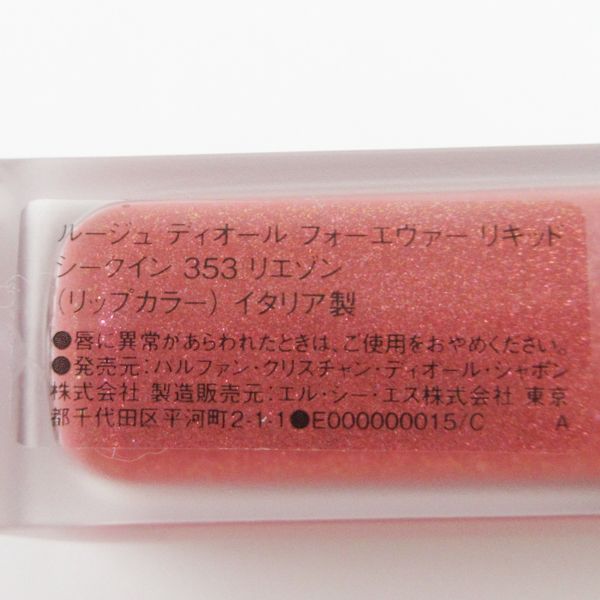 ルージュ ディオール フォーエヴァー リキッド
シークイン 353 リエゾン
(リップカラー) イタリア製
●唇に異常があらわれたときは、ご使用をおやめください。
●発売元:パルファン・クリスチャン・ディオール・ジャポン
株式会社 製造販売元:エル・シー・エス株式会社 東京
都千代田区平河町2-1-1●E000000015/C A